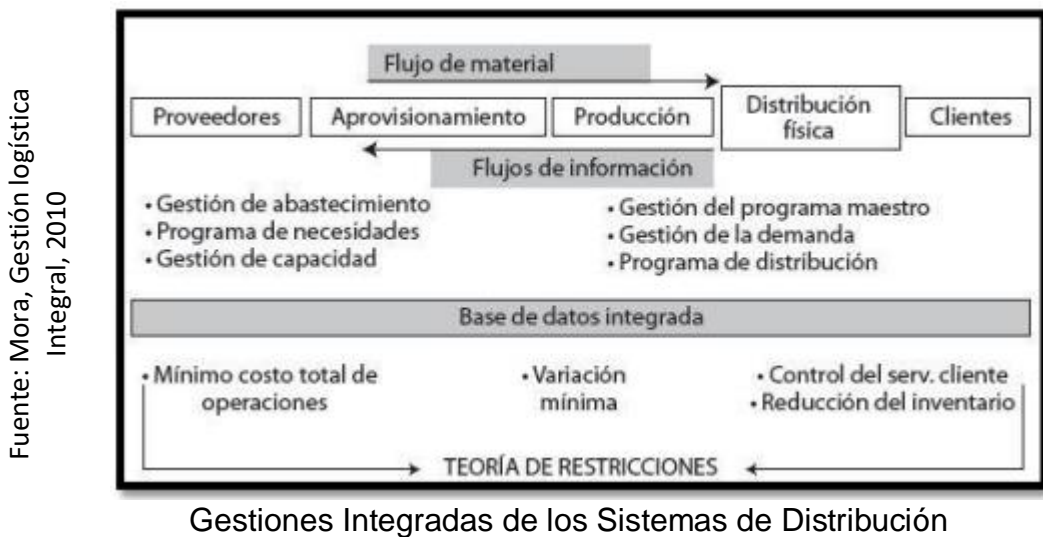 Fuente: Mora, Gestión logística
Integral, 2010
Flujo de material
Proveedores
Aprovisionamiento
Producción
Distribución
física
Clientes
Flujos de información
• Gestión de abastecimiento
• Programa de necesidades
• Gestión de capacidad
• Gestión del programa maestro
• Gestión de la demanda
• Programa de distribución
Base de datos integrada
• Mínimo costo total de
operaciones
• Variación
mínima
• Control del serv. cliente
• Reducción del inventario
TEORÍA DE RESTRICCIONES
Gestiones Integradas de los Sistemas de Distribución